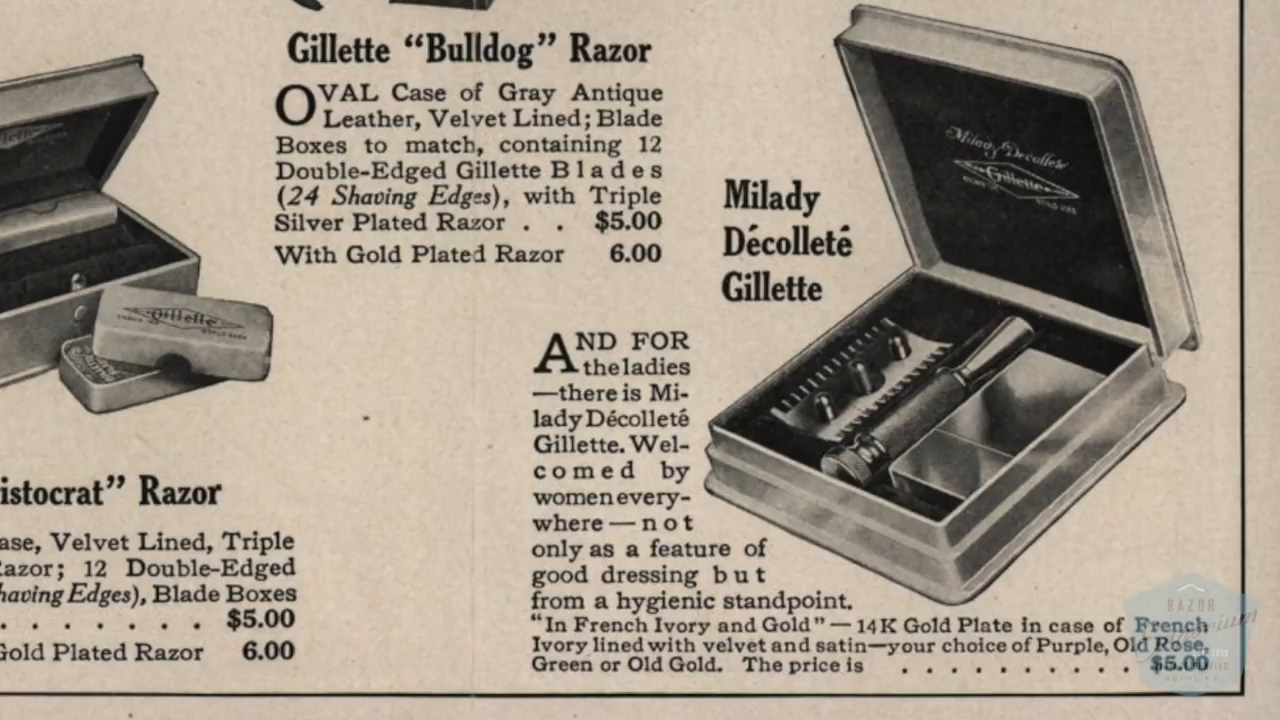 Gillette “Bulldog” Razor
OVAL Case of Gray Antique
Leather, Velvet Lined; Blade
Boxes to match, containing 12
Double-Edged Gillette Blades
(24 Shaving Edges), with Triple
Silver Plated Razor . . $5.00
With Gold Plated Razor 6.00
Gillette
istocrat” Razor
ase, Velvet Lined, Triple
Razor; 12 Double-Edged
having Edges), Blade Boxes
. . . . . . . . $5.00
Gold Plated Razor 6.00
Milady
Décolleté
Gillette
Milady Décolleté
Gillette
AND FOR
the ladies
—there is Mi-
lady Décolleté
Gillette. Wel-
comed by
women every-
where — not
only as a feature of
good dressing but
from a hygienic standpoint.
“In French Ivory and Gold” — 14K Gold Plate in case of French
Ivory lined with velvet and satin—your choice of Purple, Old Rose,
Green or Old Gold. The price is . . . . . . . . . . $5.00
RAZOR